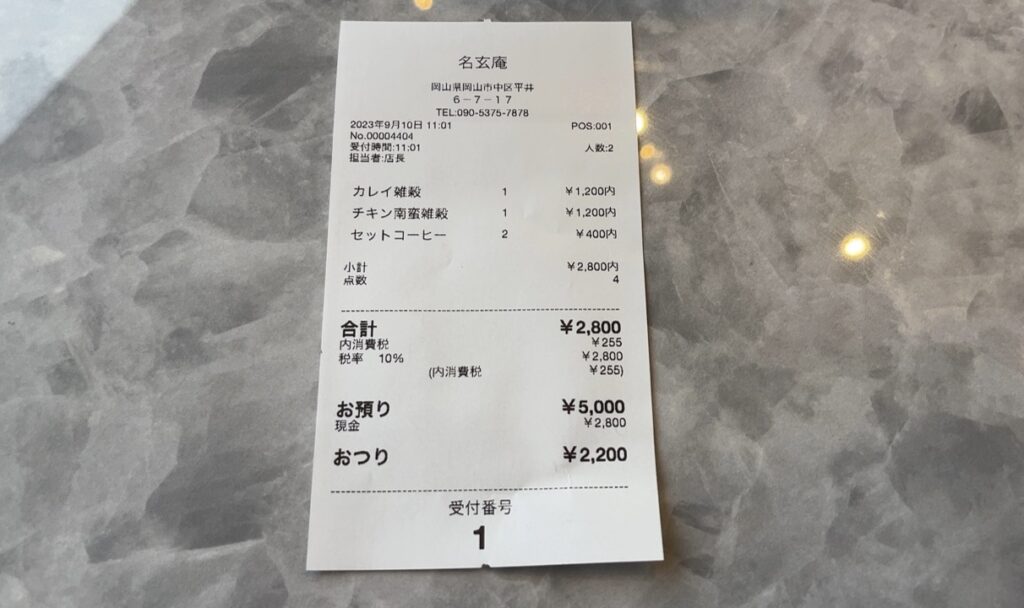 名玄庵
岡山県岡山市中区平井
6-7-17
TEL:090-5375-7878
2023年9月10日 11:01 POS:001
No.00004404
受付時間:11:01 人数:2
担当者:店長
カレイ雑穀 1 ¥1,200内
チキン南蛮雑穀 1 ¥1,200内
セットコーヒー 2 ¥400内
小計 ¥2,800内
点数 4
合計 ¥2,800
内消費税 ¥255
税率 10% ¥2,800
(内消費税 ¥255)
お預り ¥5,000
現金 ¥2,800
おつり ¥2,200
受付番号
1